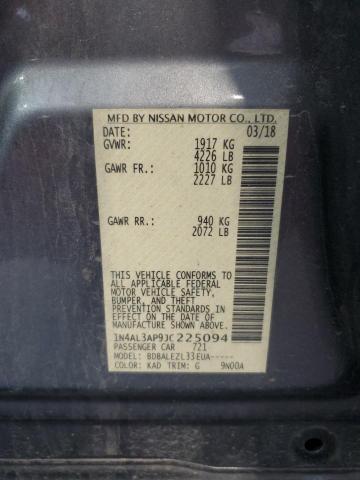 MFD BY NISSAN MOTOR CO., LTD.
DATE: 03/18
GVWR: 1917 KG
4226 LB
GAWR FR.: 1010 KG
2227 LB
GAWR RR.: 940 KG
2072 LB
THIS VEHICLE CONFORMS TO
ALL APPLICABLE FEDERAL
MOTOR VEHICLE SAFETY,
BUMPER, AND THEFT
PREVENTION STANDARDS
IN EFFECT ON THE DATE OF
MANUFACTURE SHOWN ABOVE.
1N4AL3AP9JC225094
PASSENGER CAR 721
MODEL: BDBALEZL33EUA-----
COLOR: KAD TRIM: G 9N00A